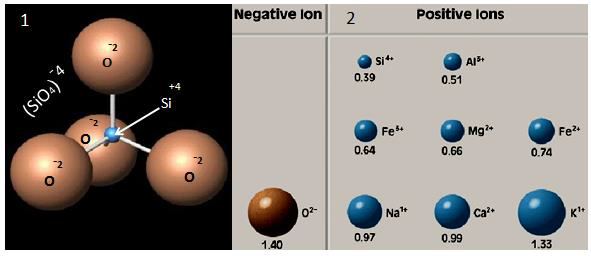 1
O⁻²
(SiO₄)⁻⁴
Si⁺⁴
O⁻²
O⁻²
O⁻²
Negative Ion
2
Positive Ions
Si⁴⁺
0.39
Al³⁺
0.51
Fe³⁺
0.64
Mg²⁺
0.66
Fe²⁺
0.74
O²⁻
1.40
Na¹⁺
0.97
Ca²⁺
0.99
K¹⁺
1.33